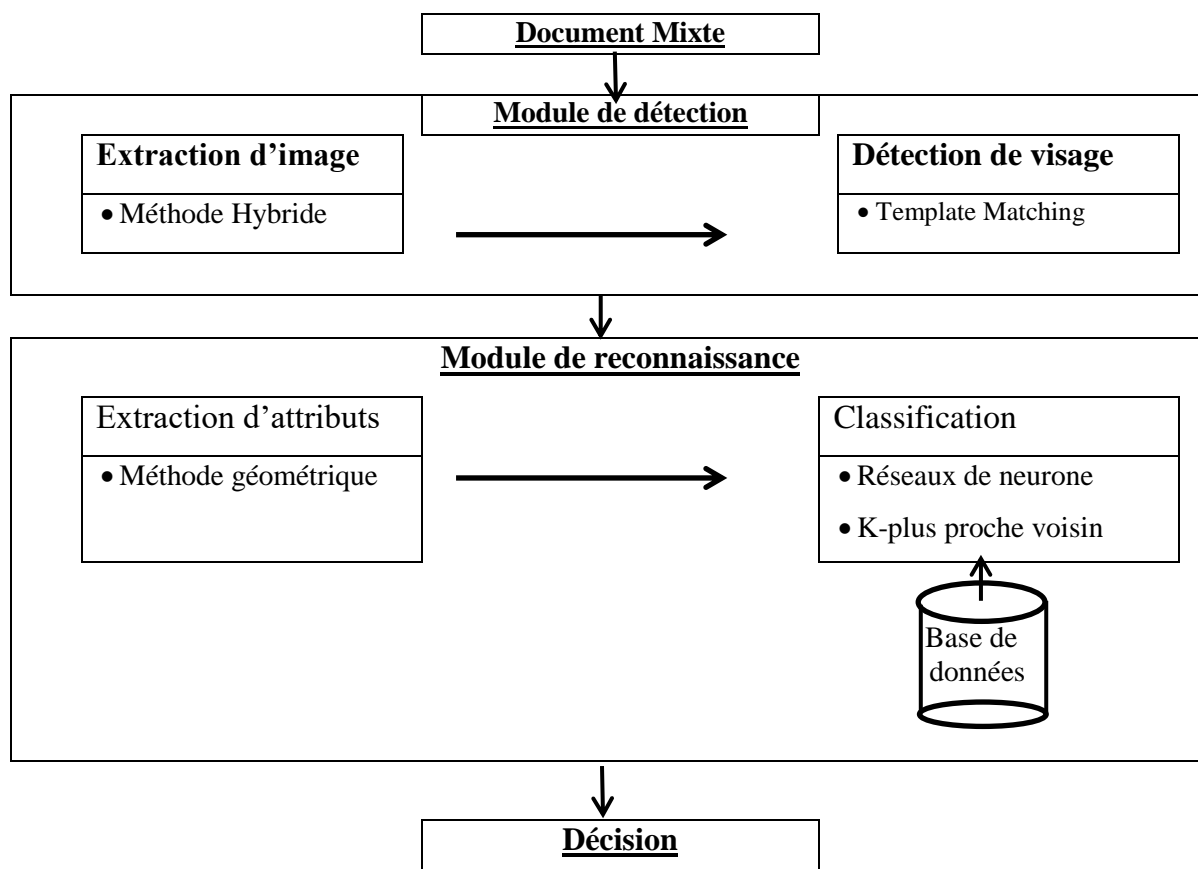 Document Mixte
Module de détection
Extraction d’image
• Méthode Hybride
Détection de visage
• Template Matching
Module de reconnaissance
Extraction d’attributs
• Méthode géométrique
Classification
• Réseaux de neurone
• K-plus proche voisin
Base de
données
Décision